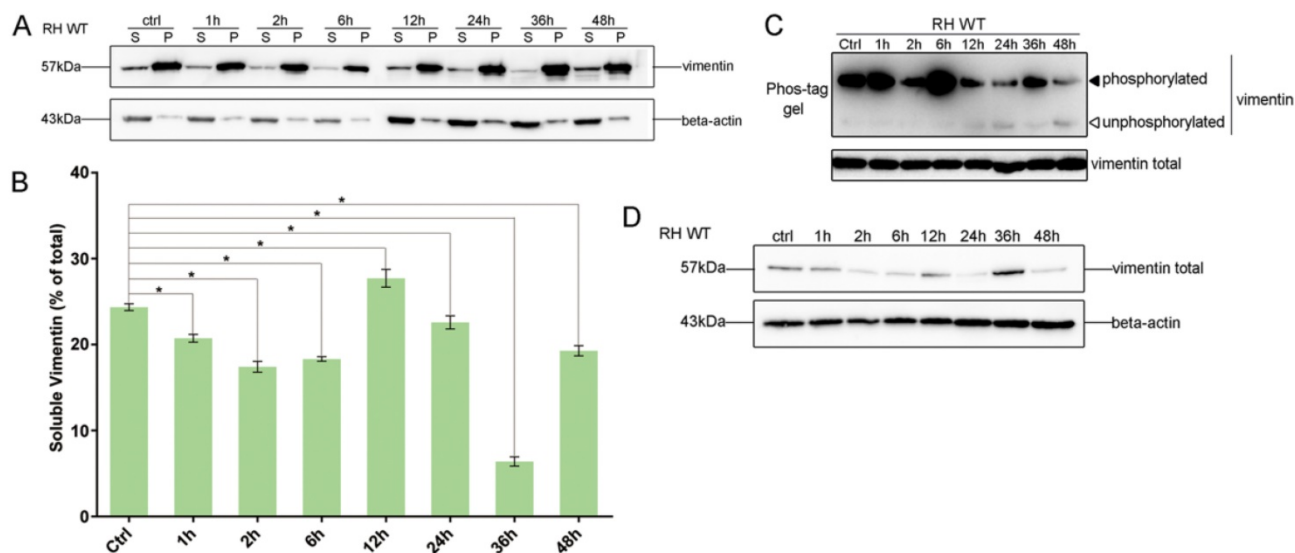 A
RH WT
ctrl 1h 2h 6h 12h 24h 36h 48h
S P S P S P S P S P S P S P S P
57kDa vimentin
43kDa beta-actin
B
Soluble Vimentin (% of total)
40
30
20
10
0
* * * * * * *
Ctrl 1h 2h 6h 12h 24h 36h 48h
C
RH WT
Ctrl 1h 2h 6h 12h 24h 36h 48h
Phos-tag
gel
phosphorylated
unphosphorylated
vimentin
vimentin total
D
RH WT
ctrl 1h 2h 6h 12h 24h 36h 48h
57kDa vimentin total
43kDa beta-actin